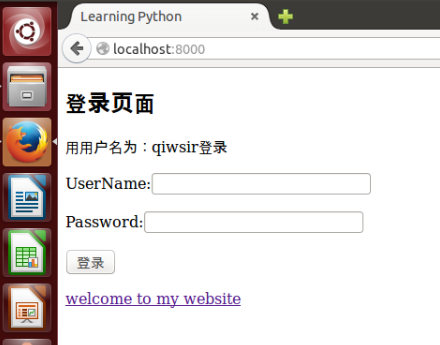 Learning Python
localhost:8000
登录页面
用用户名为：qiwsir登录
UserName:
Password:
登录
welcome to my website